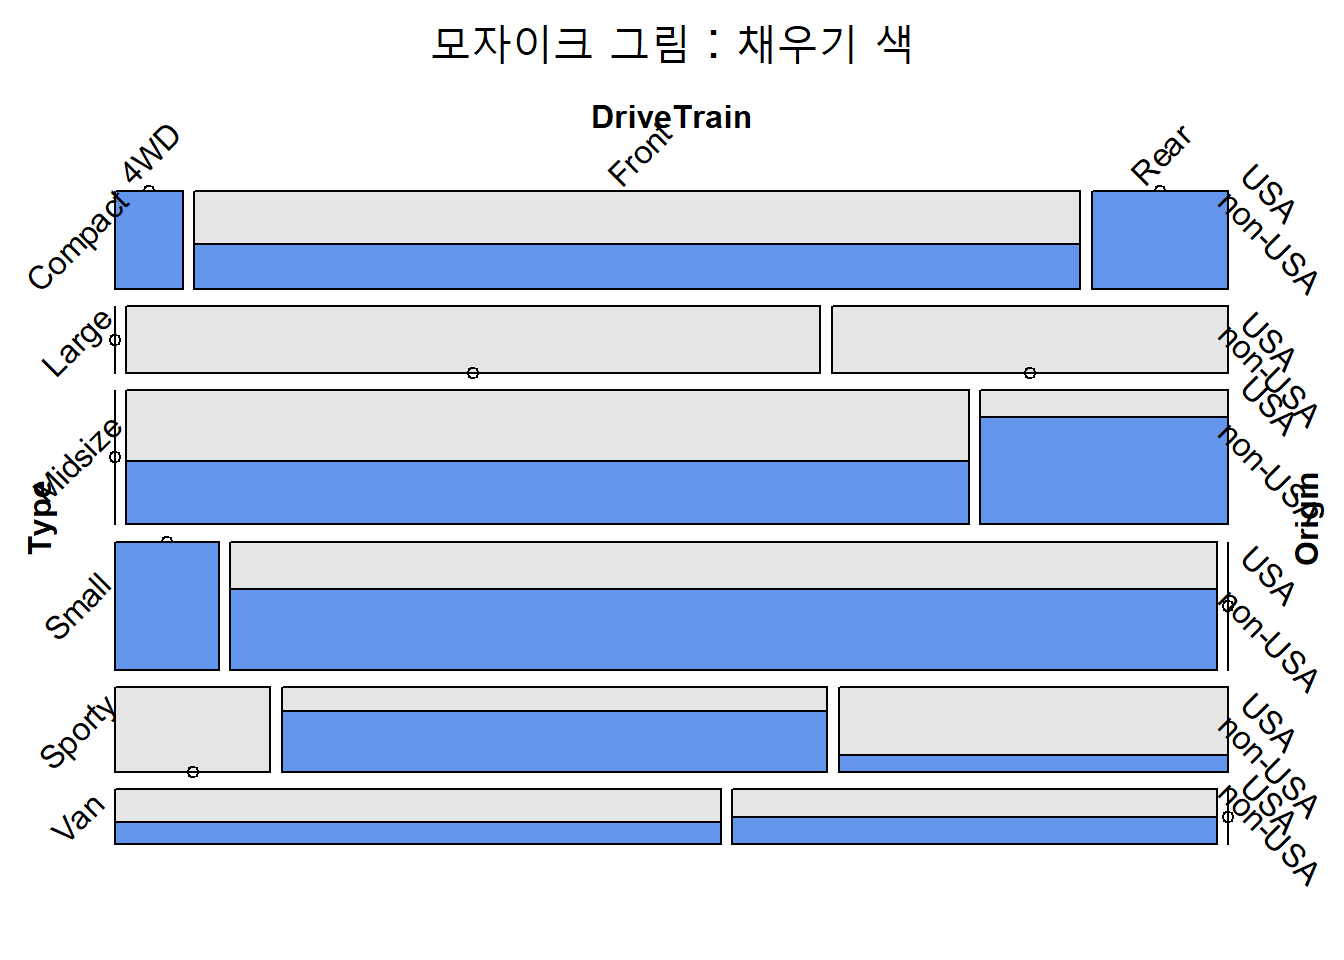 모자이크 그림 : 채우기 색
DriveTrain
4WD
Front
Rear
Type
Origin
Compact
USA
non-USA
Large
USA
non-USA
Midsize
USA
non-USA
Small
USA
non-USA
Sporty
USA
non-USA
Van
USA
non-USA